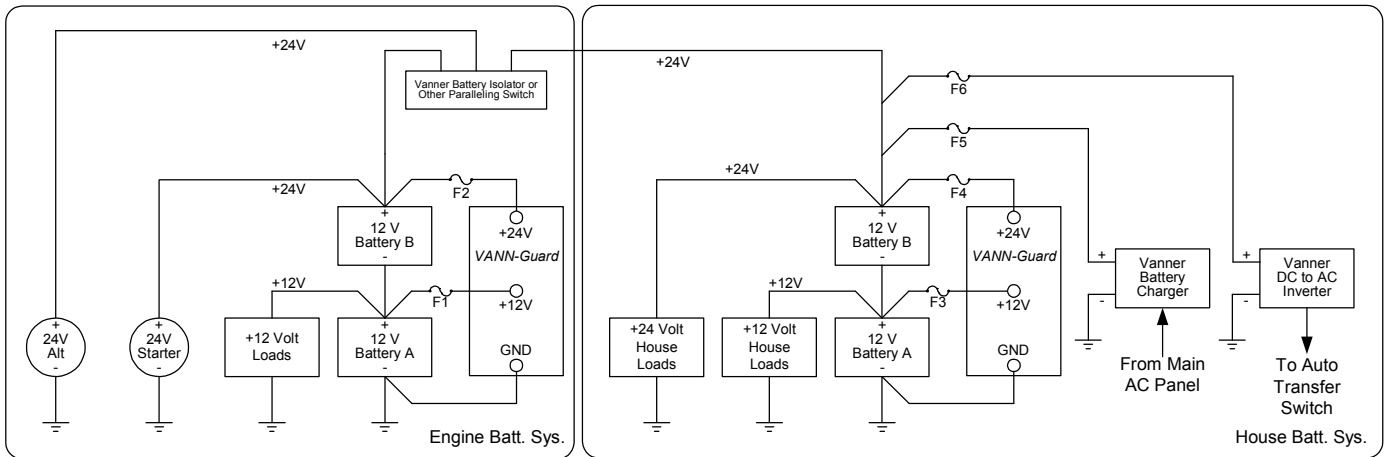 +24V
Vanner Battery Isolator or
Other Paralleling Switch
+24V
F2
+
12 V
Battery B
-
+24V
VANN-Guard
+12V
F1
+12V
+
24V
Alt
-
+
24V
Starter
-
+12 Volt
Loads
+
12 V
Battery A
-
GND
Engine Batt. Sys.
+24V
F6
F5
+24V
F4
+
12 V
Battery B
-
+24V
VANN-Guard
+12V
F3
+12V
+24 Volt
House
Loads
+12 Volt
House
Loads
+
12 V
Battery A
-
GND
+
-
Vanner
Battery
Charger
From Main
AC Panel
+
-
Vanner
DC to AC
Inverter
To Auto
Transfer
Switch
House Batt. Sys.